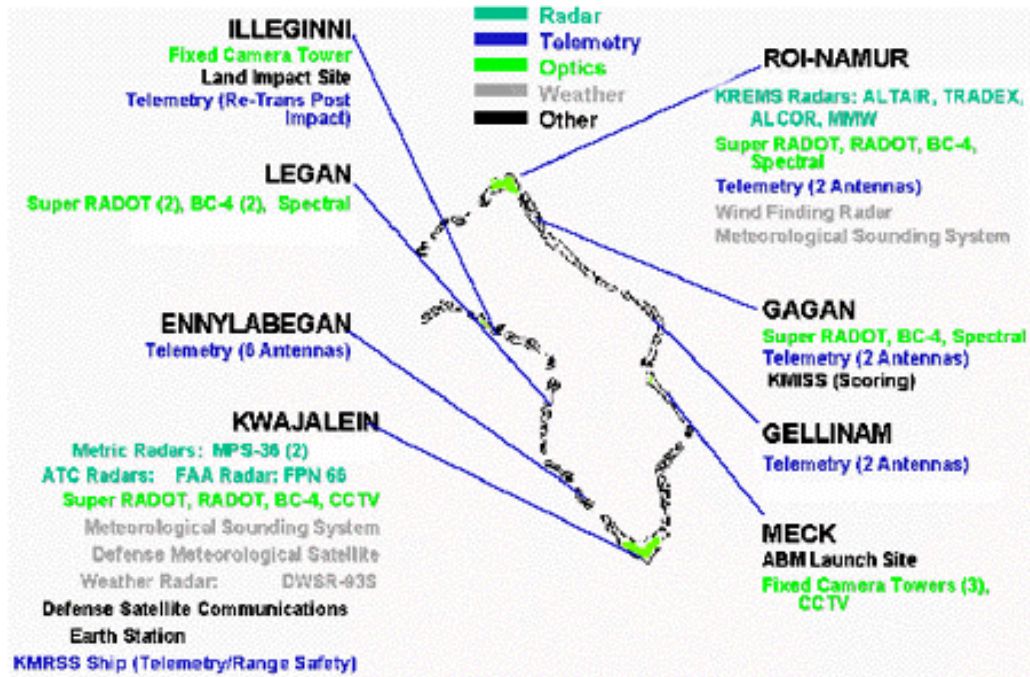 ILLEGINNI
Fixed Camera Tower
Land Impact Site
Telemetry (Re-Trans Post
Impact)
LEGAN
Super RADOT (2), BC-4 (2), Spectral
ENNYLABEGAN
Telemetry (6 Antennas)
KWAJALEIN
Metric Radars: MPS-36 (2)
ATC Radars: FAA Radar: FPN 66
Super RADOT, RADOT, BC-4, CCTV
Meteorological Sounding System
Defense Meteorological Satellite
Weather Radar: DWSR-93S
Defense Satellite Communications
Earth Station
KMRSS Ship (Telemetry/Range Safety)
Radar
Telemetry
Optics
Weather
Other
ROI-NAMUR
KREMS Radars: ALTAIR, TRADEX,
ALCOR, MMW
Super RADOT, RADOT, BC-4,
Spectral
Telemetry (2 Antennas)
Wind Finding Radar
Meteorological Sounding System
GAGAN
Super RADOT, BC-4, Spectral
Telemetry (2 Antennas)
KMISS (Scoring)
GELLINAM
Telemetry (2 Antennas)
MECK
ABM Launch Site
Fixed Camera Towers (3),
CCTV